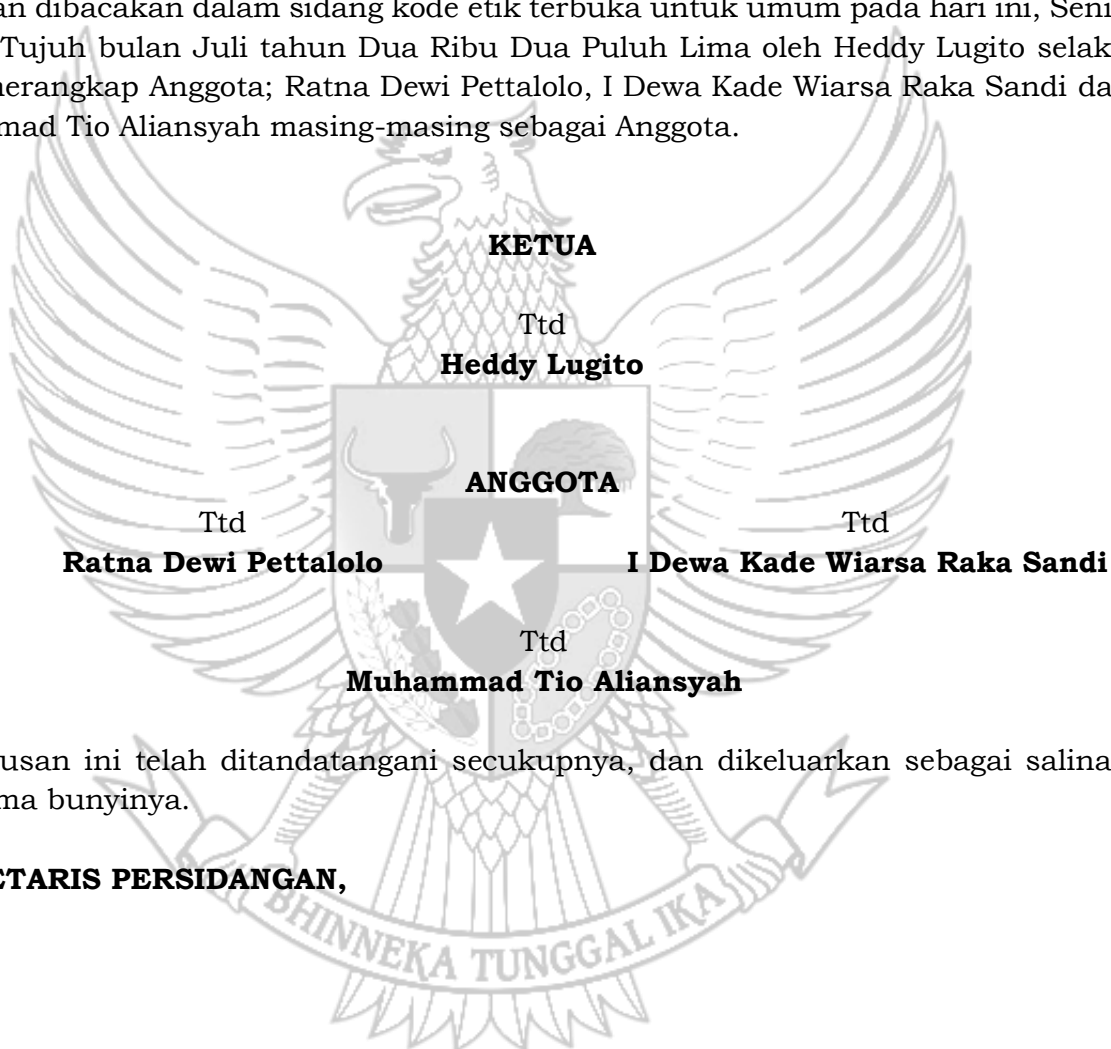 an dibacakan dalam sidang kode etik terbuka untuk umum pada hari ini, Seni
Tujuh bulan Juli tahun Dua Ribu Dua Puluh Lima oleh Heddy Lugito selak
nerangkap Anggota; Ratna Dewi Pettalolo, I Dewa Kade Wiarsa Raka Sandi da
mad Tio Aliansyah masing-masing sebagai Anggota.
KETUA
Ttd
Heddy Lugito
ANGGOTA
Ttd Ttd
Ratna Dewi Pettalolo I Dewa Kade Wiarsa Raka Sandi
Ttd
Muhammad Tio Aliansyah
usan ini telah ditandatangani secukupnya, dan dikeluarkan sebagai salina
ma bunyinya.
ETARIS PERSIDANGAN,
BHINNEKA TUNGGAL IKA